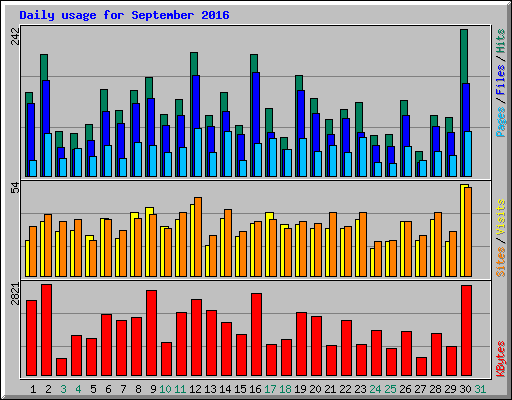 Daily usage for September 2016
242
Pages / Files / Hits
54
Sites / Visits
2821
KBytes
1 2 3 4 5 6 7 8 9 10 11 12 13 14 15 16 17 18 19 20 21 22 23 24 25 26 27 28 29 30 31